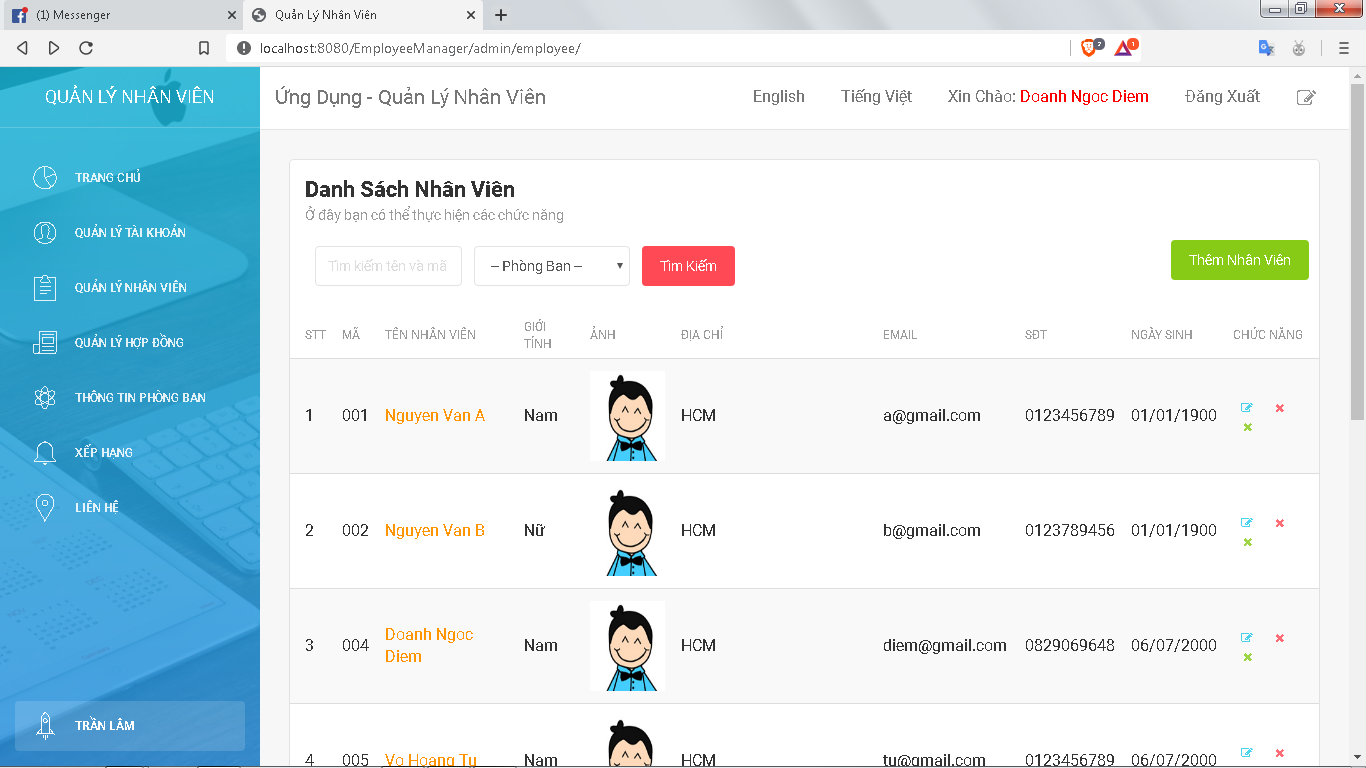 (1) Messenger
Quản Lý Nhân Viên
localhost:8080/EmployeeManager/admin/employee/
7
1
QUẢN LÝ NHÂN VIÊN
Ứng Dụng - Quản Lý Nhân Viên
English
Tiếng Việt
Xin Chào: Doanh Ngoc Diem
Đăng Xuất
TRANG CHỦ
QUẢN LÝ TÀI KHOẢN
QUẢN LÝ NHÂN VIÊN
QUẢN LÝ HỢP ĐỒNG
THÔNG TIN PHÒNG BAN
XẾP HẠNG
LIÊN HỆ
TRẦN LÂM
Danh Sách Nhân Viên
Ở đây bạn có thể thực hiện các chức năng
Tìm kiếm tên và mã
-- Phòng Ban --
Tìm Kiếm
Thêm Nhân Viên
STT MÃ TÊN NHÂN VIÊN GIỚI TÍNH ẢNH ĐỊA CHỈ EMAIL SĐT NGÀY SINH CHỨC NĂNG
1 001 Nguyen Van A Nam HCM a@gmail.com 0123456789 01/01/1900
2 002 Nguyen Van B Nữ HCM b@gmail.com 0123789456 01/01/1900
3 004 Doanh Ngoc Diem Nam HCM diem@gmail.com 0829069648 06/07/2000
4 005 Vo Hoang Tu Nam HCM tu@gmail.com 0123456789 06/07/2000